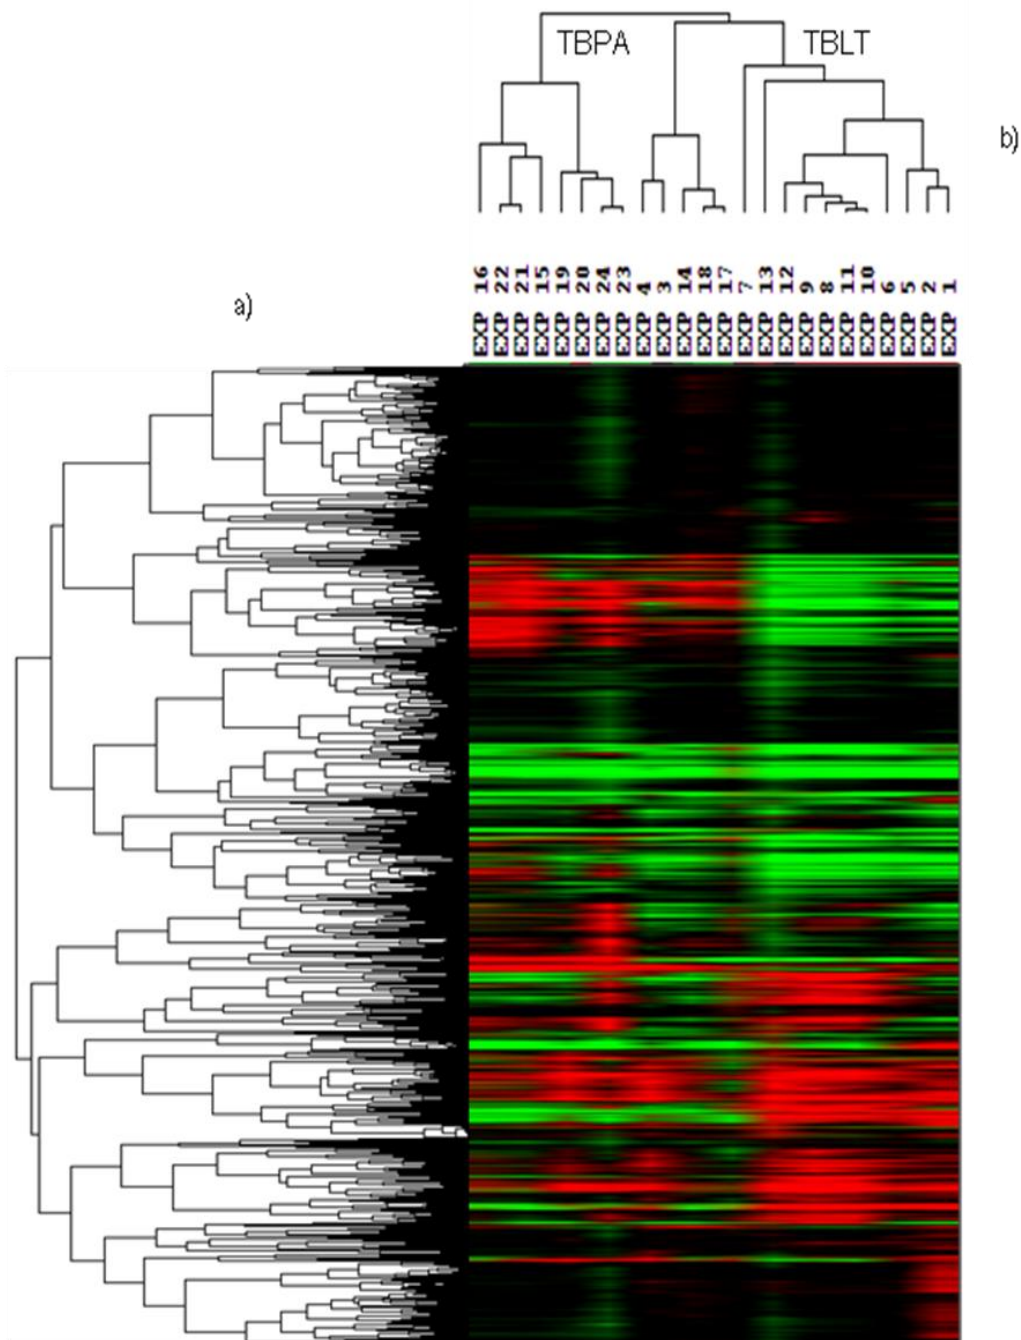 TBPA TBLT
b)
a)
EXP 16
EXP 22
EXP 21
EXP 15
EXP 19
EXP 20
EXP 24
EXP 23
EXP 4
EXP 3
EXP 14
EXP 18
EXP 17
EXP 7
EXP 13
EXP 12
EXP 9
EXP 8
EXP 11
EXP 10
EXP 6
EXP 5
EXP 2
EXP 1